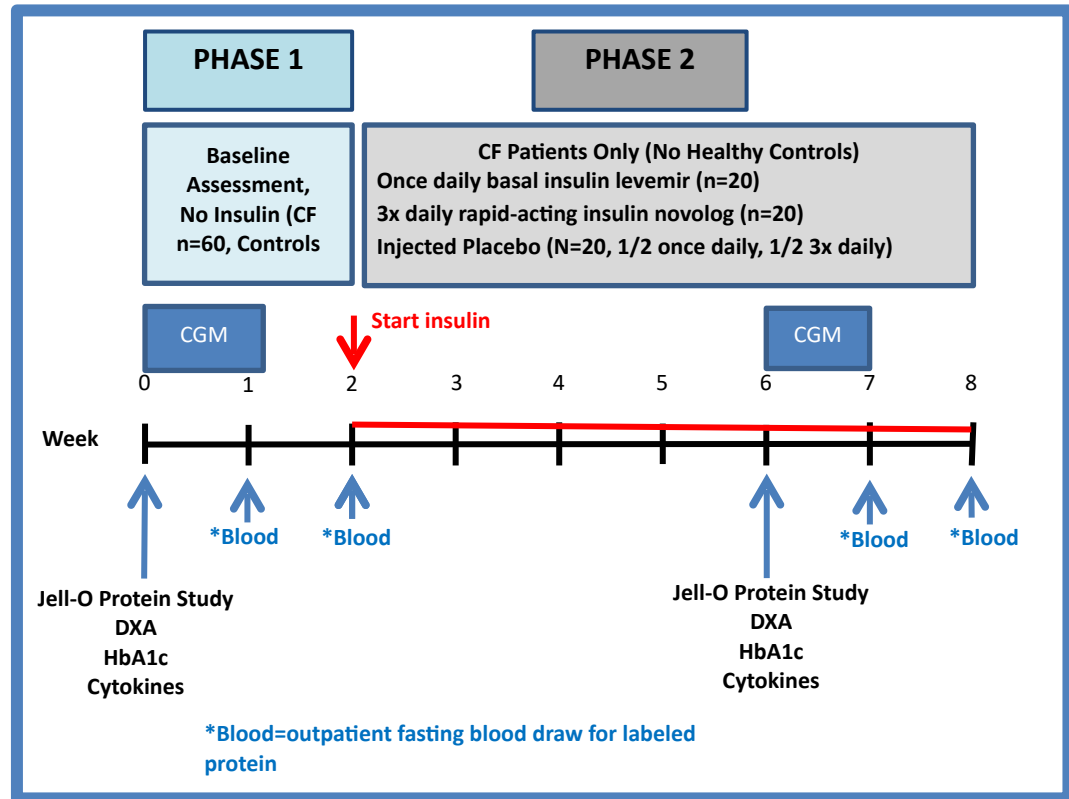 PHASE 1
PHASE 2
Baseline
Assessment,
No Insulin (CF
n=60, Controls
CF Patients Only (No Healthy Controls)
Once daily basal insulin levemir (n=20)
3x daily rapid-acting insulin novolog (n=20)
Injected Placebo (N=20, 1/2 once daily, 1/2 3x daily)
CGM
Start insulin
CGM
0 1 2 3 4 5 6 7 8
Week
*Blood
*Blood
*Blood
*Blood
Jell-O Protein Study
DXA
HbA1c
Cytokines
Jell-O Protein Study
DXA
HbA1c
Cytokines
*Blood=outpatient fasting blood draw for labeled
protein